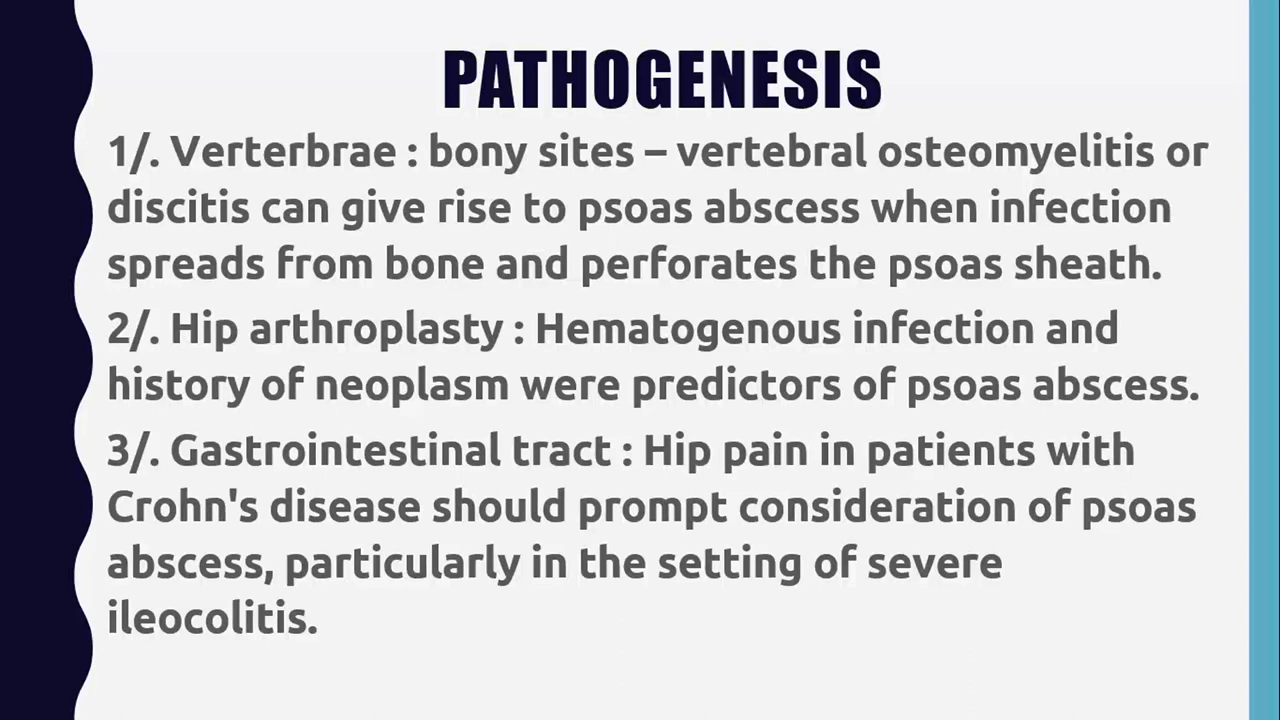 PATHOGENESIS
1/. Verterbrae : bony sites – vertebral osteomyelitis or
discitis can give rise to psoas abscess when infection
spreads from bone and perforates the psoas sheath.
2/. Hip arthroplasty : Hematogenous infection and
history of neoplasm were predictors of psoas abscess.
3/. Gastrointestinal tract : Hip pain in patients with
Crohn's disease should prompt consideration of psoas
abscess, particularly in the setting of severe
ileocolitis.